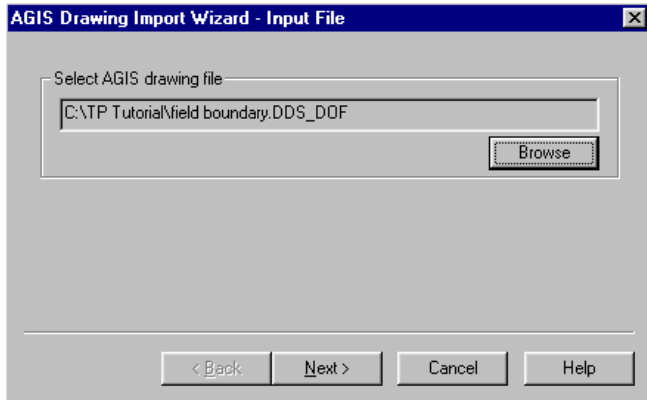 AGIS Drawing Import Wizard - Input File
Select AGIS drawing file
C:\TP Tutorial\field boundary.DDS_DOF
Browse
< Back Next > Cancel Help